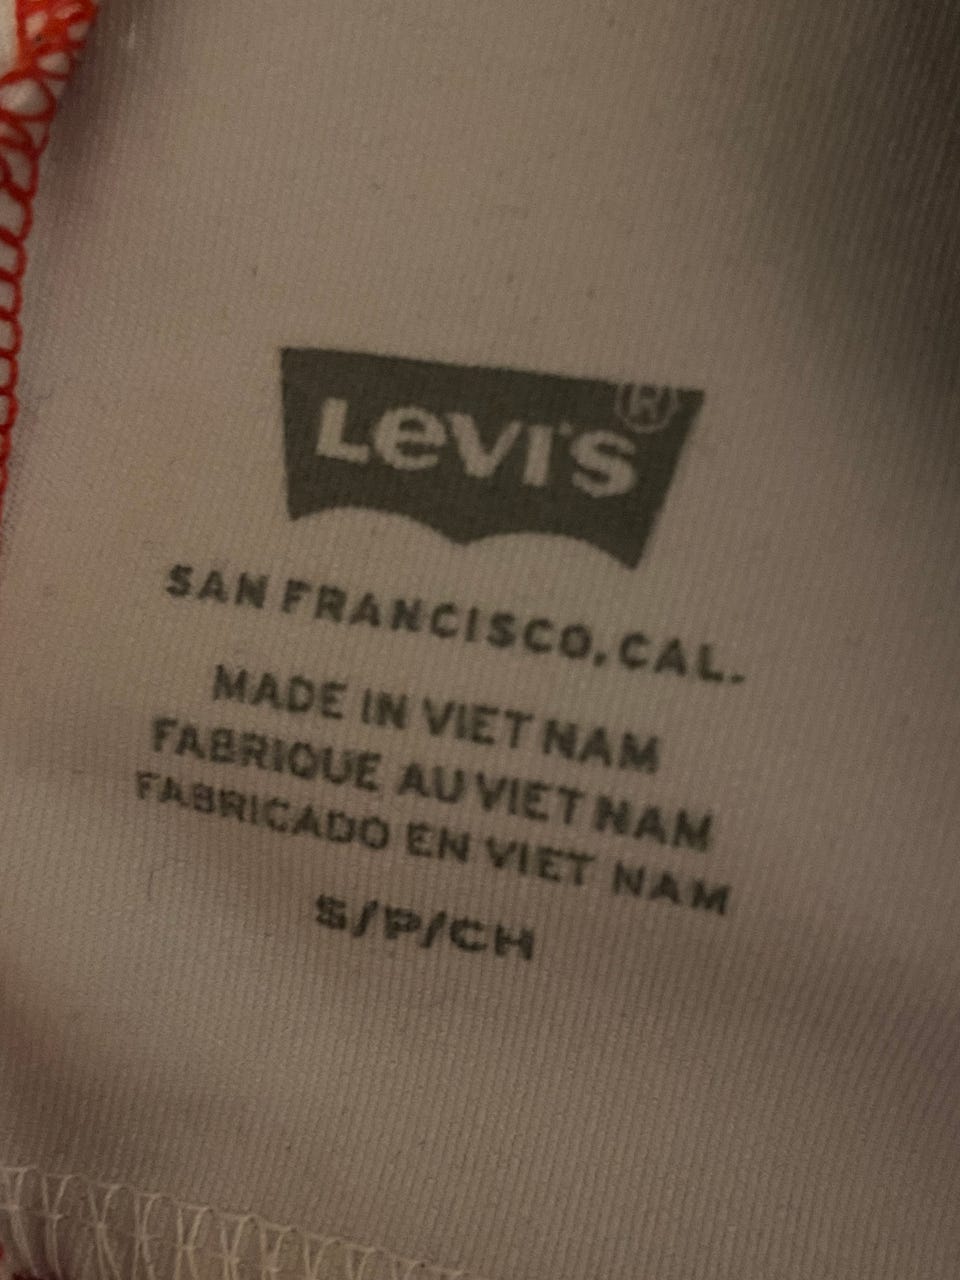 Levi's®
SAN FRANCISCO, CAL.
MADE IN VIET NAM
FABRIQUE AU VIET NAM
FABRICADO EN VIET NAM
S/P/CH